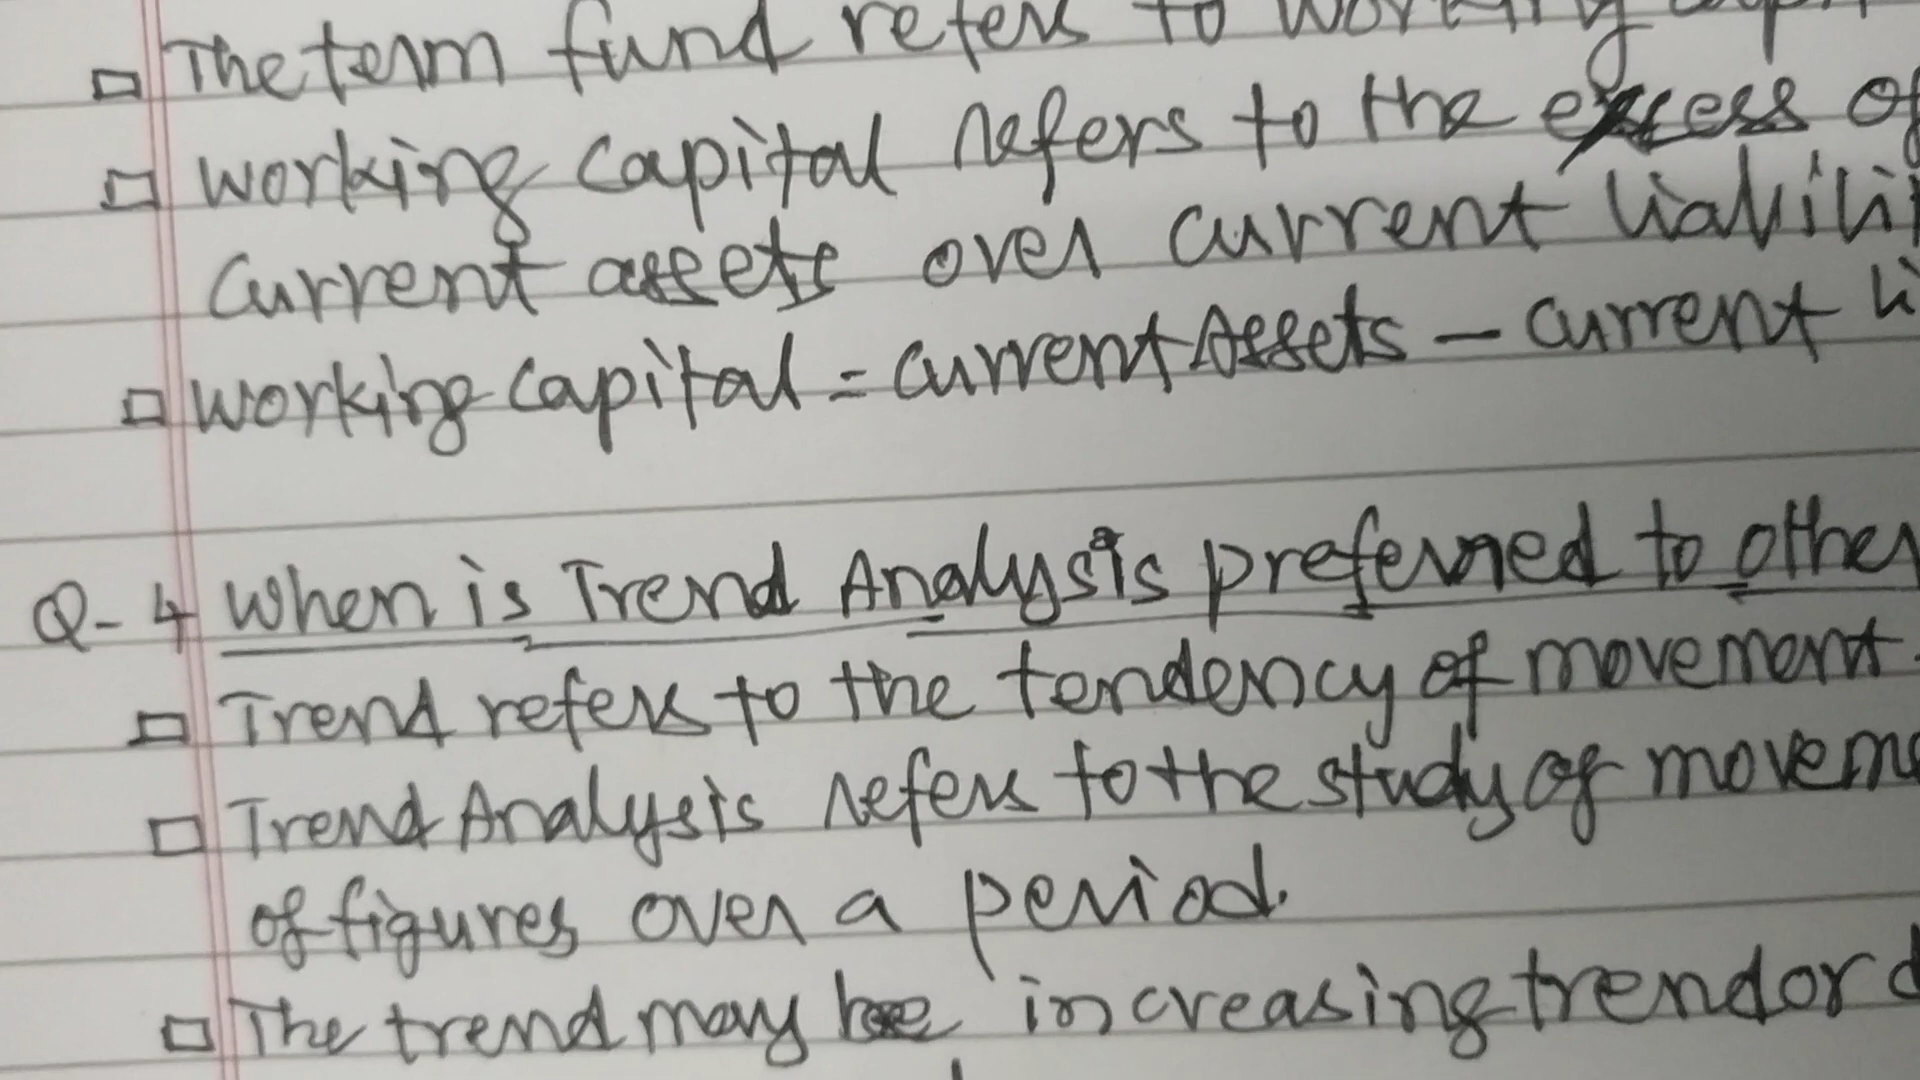 □ The term fund refers to working
□ Working Capital refers to the excess of
Current assets over current
□ Working Capital = Current Assets - Current
Q-4 When is Trend Analysis preferred to other
□ Trend refers to the tendency of movement
□ Trend Analysis refers to the study of
of figures over a period.
□ The trend may be increasing trend or